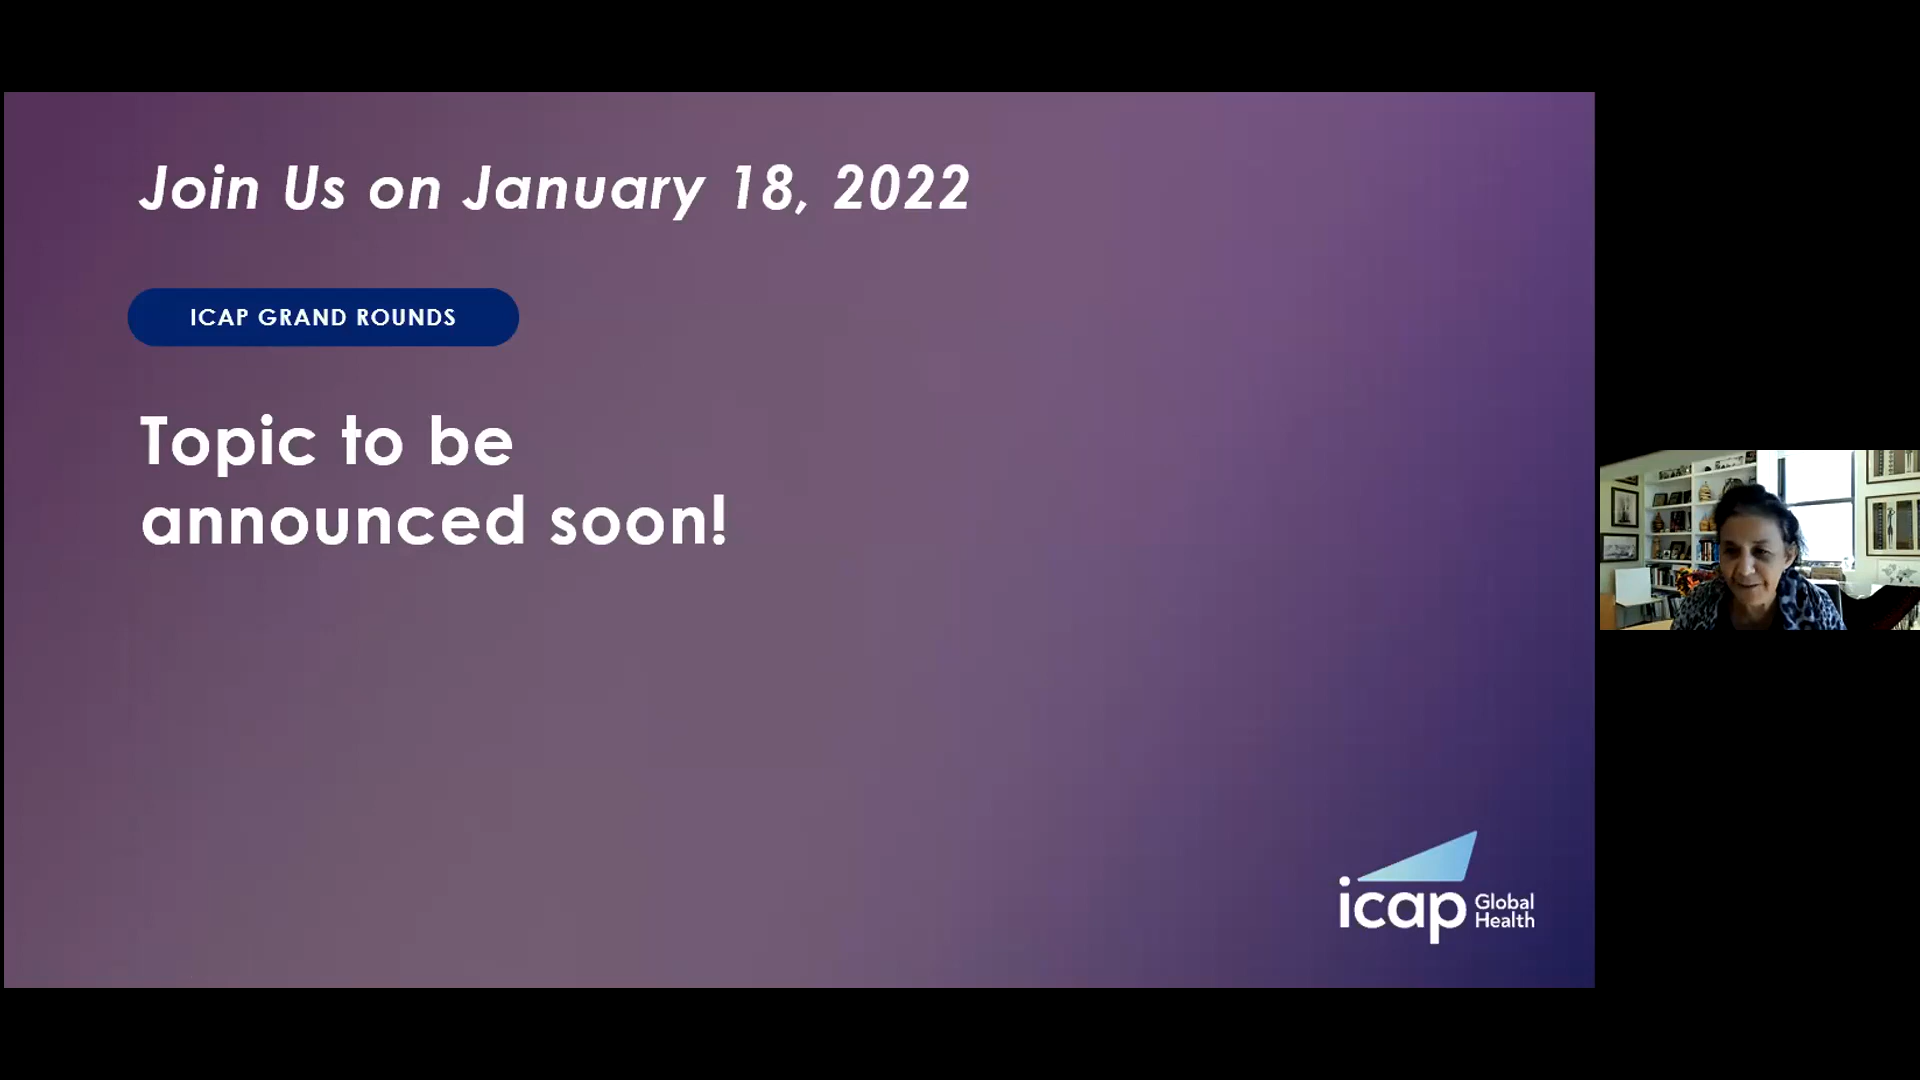 Join Us on January 18, 2022
ICAP GRAND ROUNDS
Topic to be
announced soon!
icap Global
Health